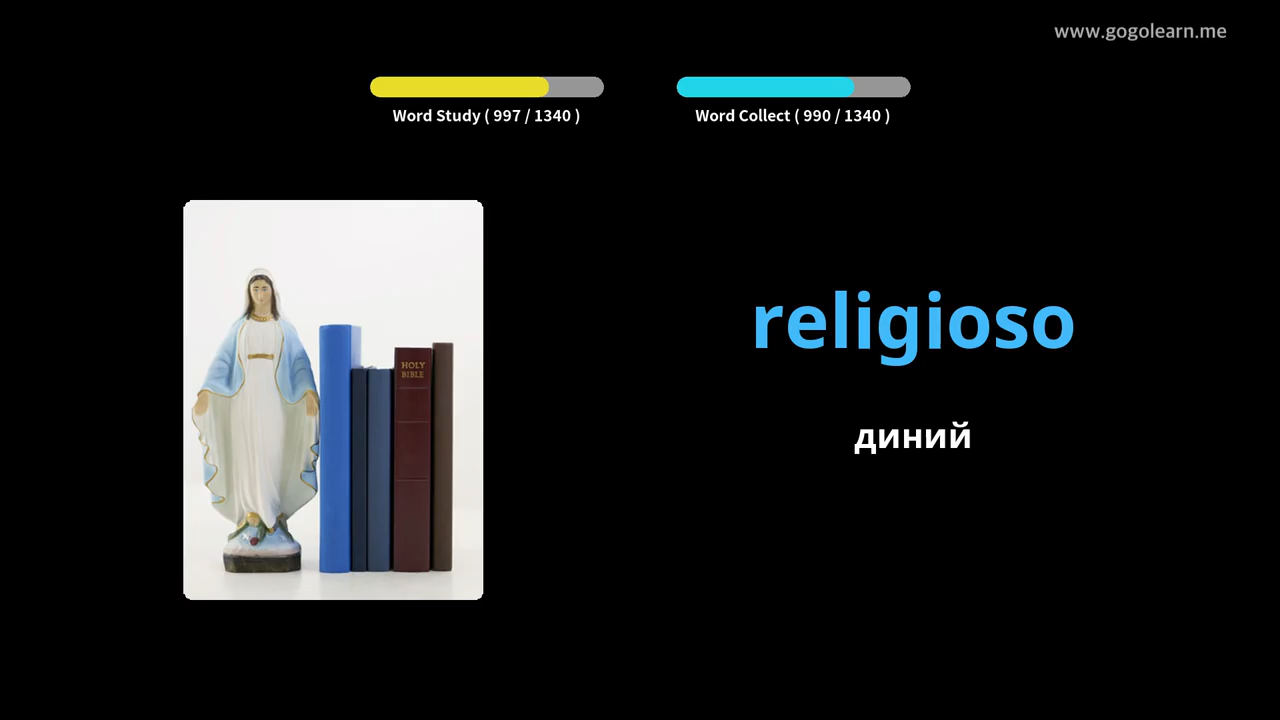 www.gogolearn.me
Word Study ( 997 / 1340 )
Word Collect ( 990 / 1340 )
HOLY
BIBLE
religioso
диний